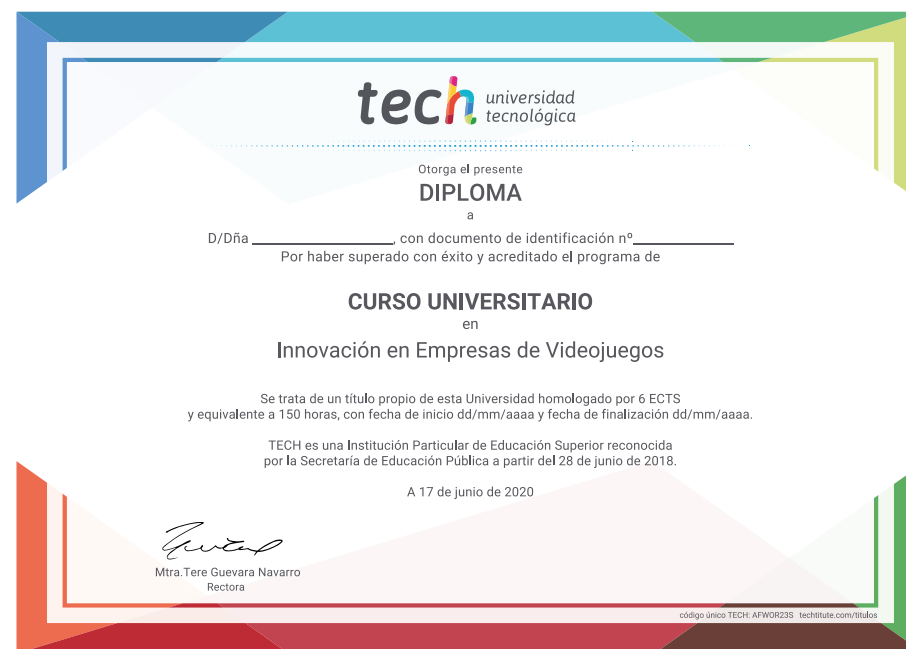 tech universidad
tecnológica
Otorga el presente
DIPLOMA
a
D/Dña ____________________, con documento de identificación nº______________
Por haber superado con éxito y acreditado el programa de
CURSO UNIVERSITARIO
en
Innovación en Empresas de Videojuegos
Se trata de un título propio de esta Universidad homologado por 6 ECTS
y equivalente a 150 horas, con fecha de inicio dd/mm/aaaa y fecha de finalización dd/mm/aaaa.
TECH es una Institución Particular de Educación Superior reconocida
por la Secretaría de Educación Pública a partir del 28 de junio de 2018.
A 17 de junio de 2020
Mtra.Tere Guevara Navarro
Rectora
código único TECH: AFWOR23S techtitute.com/titulos